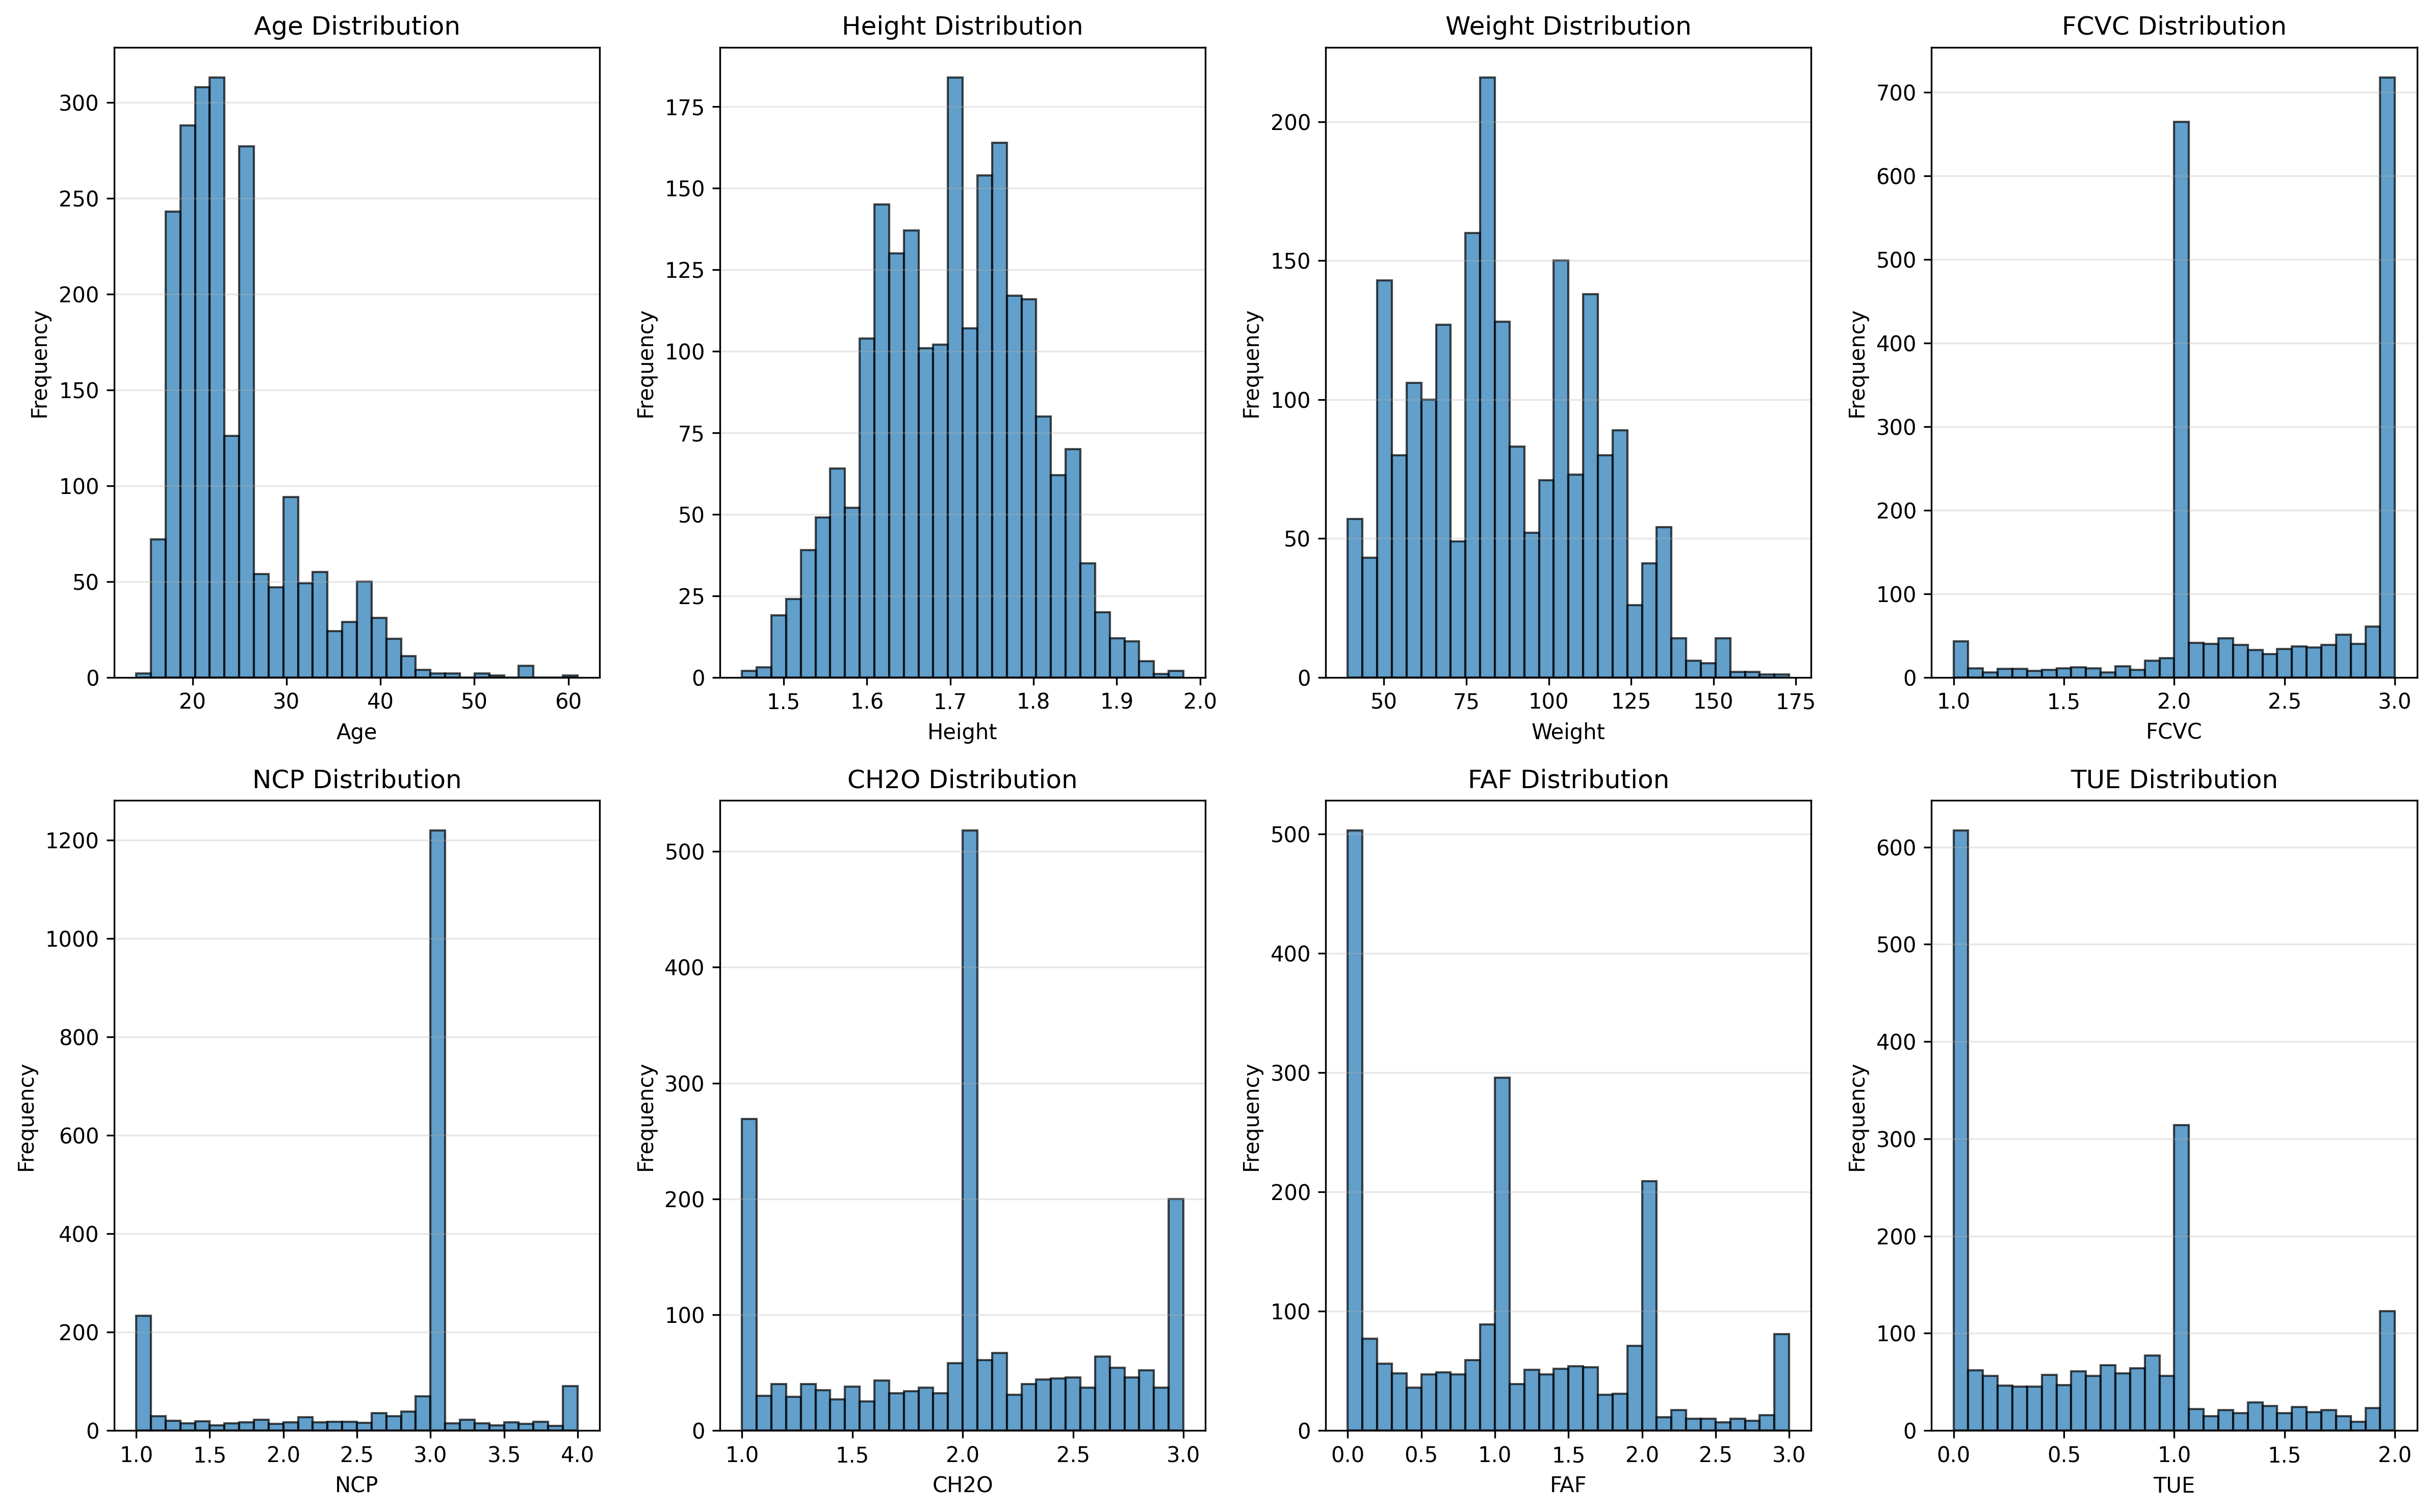 Age Distribution
Frequency
300
250
200
150
100
50
0
20 30 40 50 60
Age
Height Distribution
Frequency
175
150
125
100
75
50
25
0
1.5 1.6 1.7 1.8 1.9 2.0
Height
Weight Distribution
Frequency
200
150
100
50
0
50 75 100 125 150 175
Weight
FCVC Distribution
Frequency
700
600
500
400
300
200
100
0
1.0 1.5 2.0 2.5 3.0
FCVC
NCP Distribution
Frequency
1200
1000
800
600
400
200
0
1.0 1.5 2.0 2.5 3.0 3.5 4.0
NCP
CH2O Distribution
Frequency
500
400
300
200
100
0
1.0 1.5 2.0 2.5 3.0
CH2O
FAF Distribution
Frequency
500
400
300
200
100
0
0.0 0.5 1.0 1.5 2.0 2.5 3.0
FAF
TUE Distribution
Frequency
600
500
400
300
200
100
0
0.0 0.5 1.0 1.5 2.0
TUE